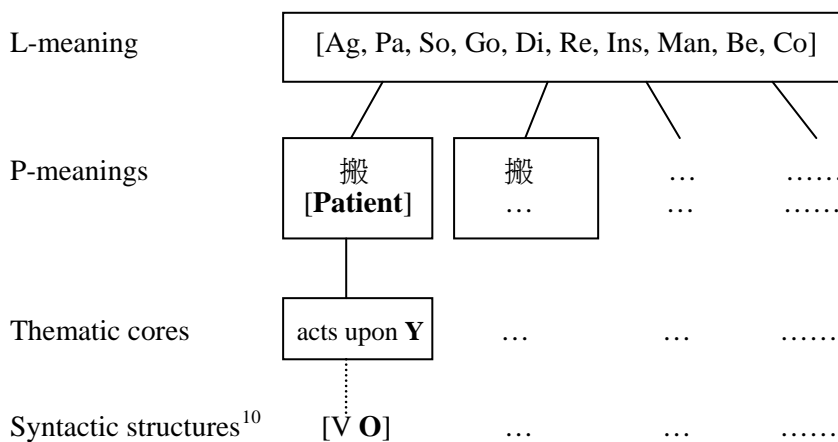 L-meaning [Ag, Pa, So, Go, Di, Re, Ins, Man, Be, Co]
P-meanings 搬 搬 … ……
[Patient] … … ……
Thematic cores acts upon Y … … ……
Syntactic structures10 [V O] … … ……